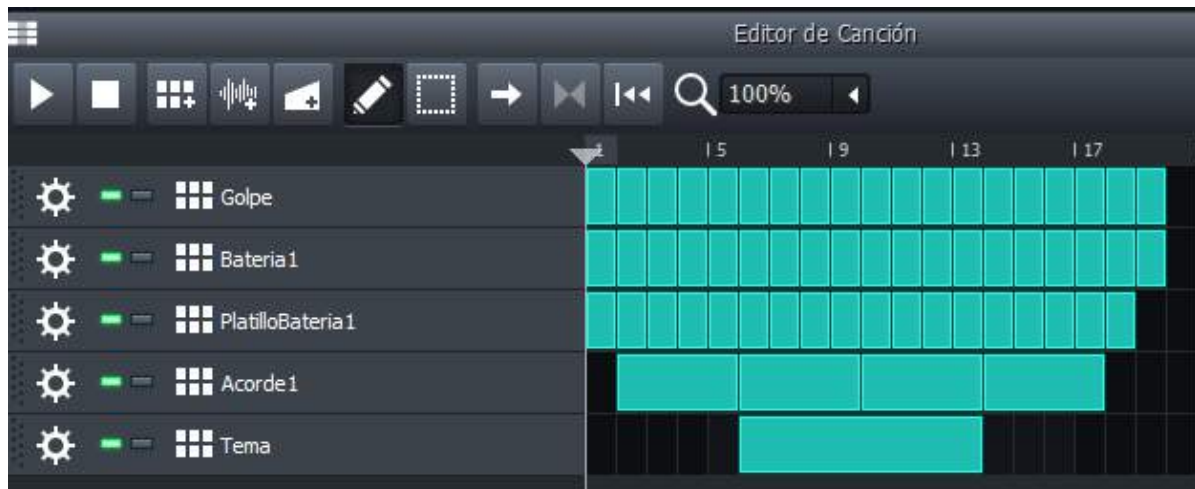 Editor de Canción
100%
1 5 9 13 17
Golpe
Bateria1
PlatilloBateria1
Acorde1
Tema